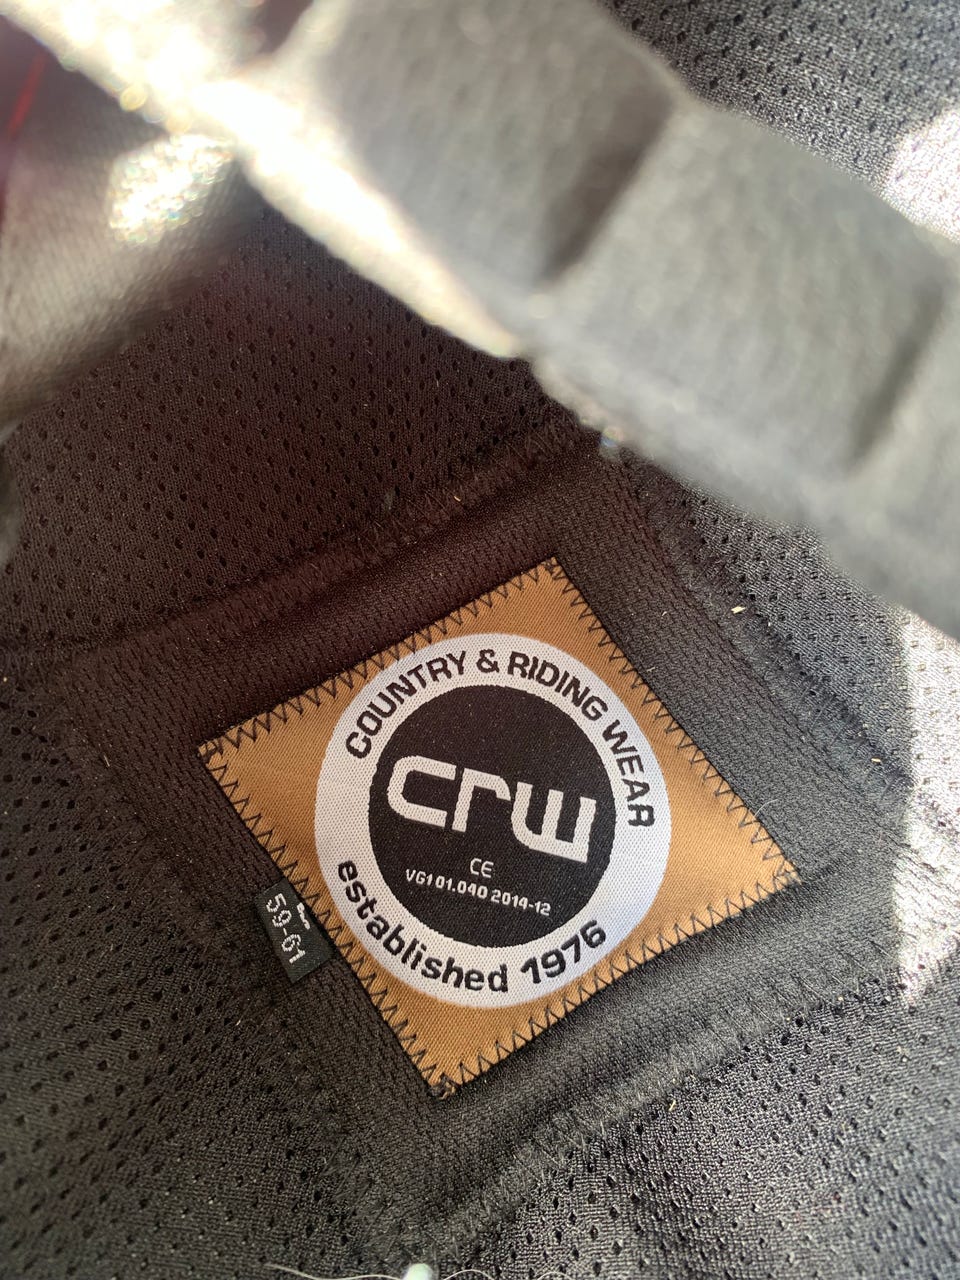 COUNTRY & RIDING WEAR
crw
CE
VG1 01.040 2014-12
established 1976
L
59-61